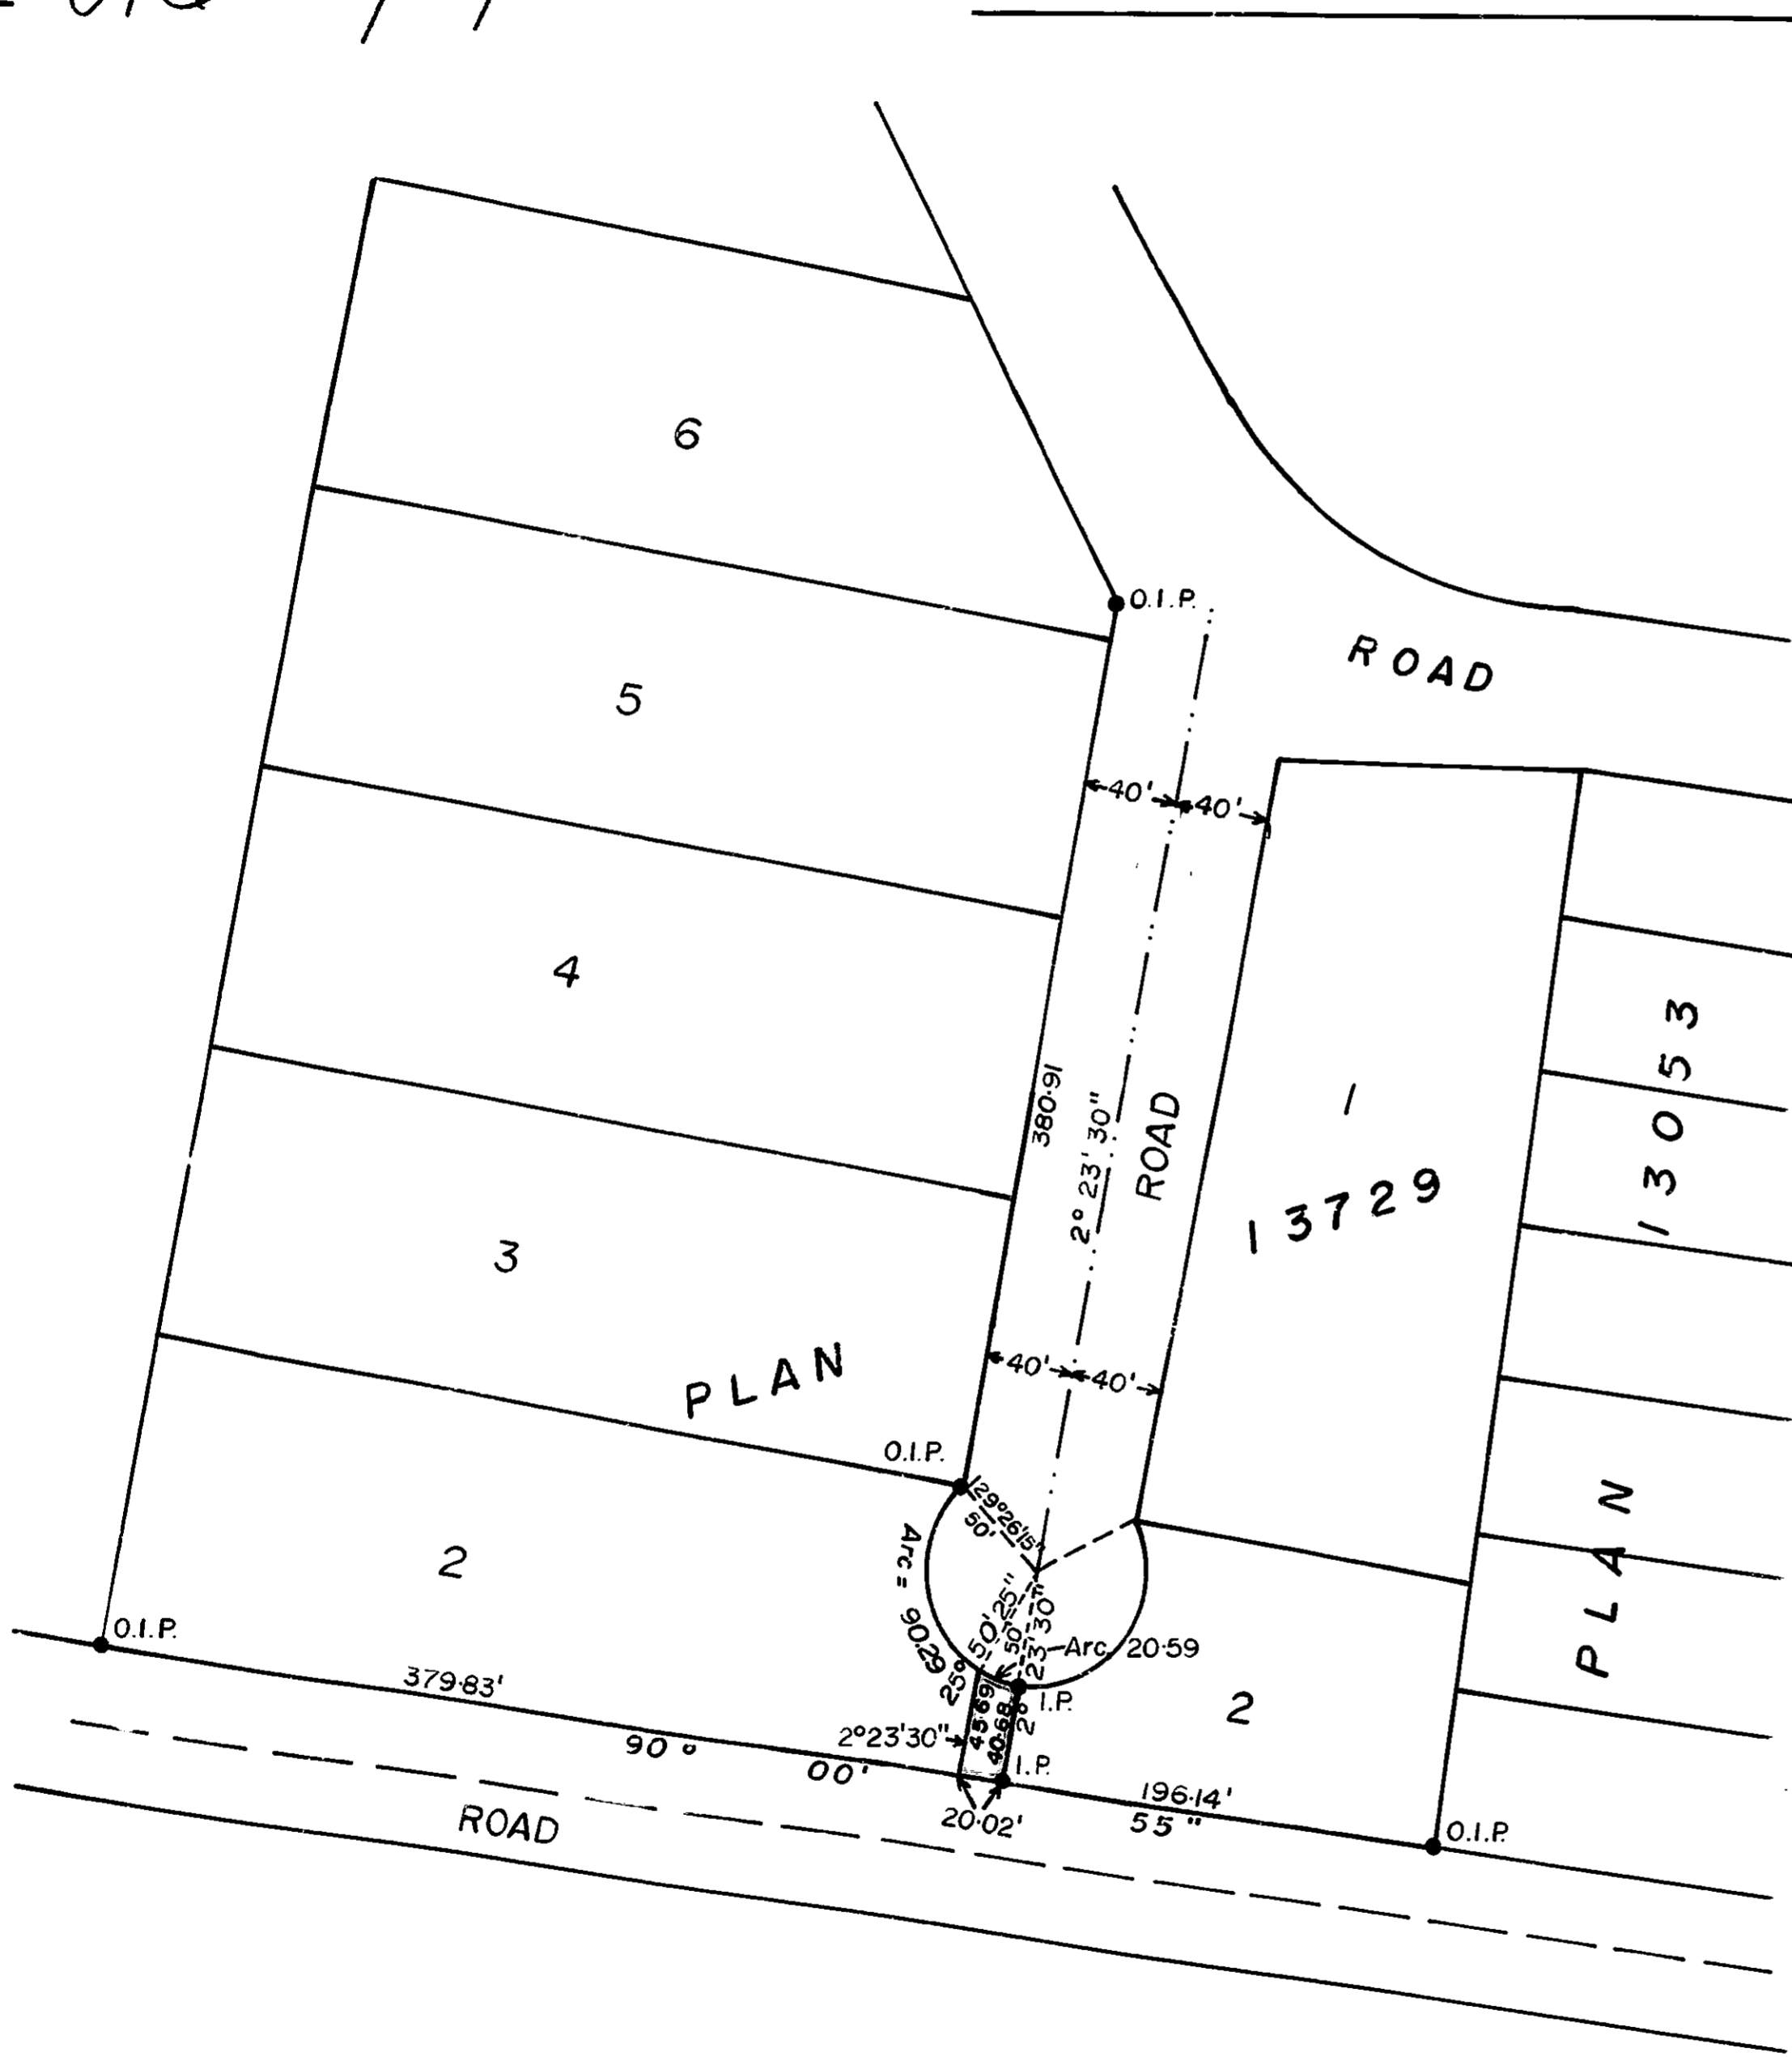 6
O.I.P.
ROAD
5
40' 40'
4
380·91
2° 23' 30"
ROAD
1
13729
13053
PLAN
3
40' 40'
PLAN
O.I.P.
29°26'15"
50'
Arc = 90.29
2
25° 50' 25"
50'
2° 23' 30"
Arc 20·59
O.I.P.
379·83'
45·69
40·68
I.P.
2
2°23'30"
I.P.
90° 00' 55"
196·14'
20·02'
O.I.P.
ROAD